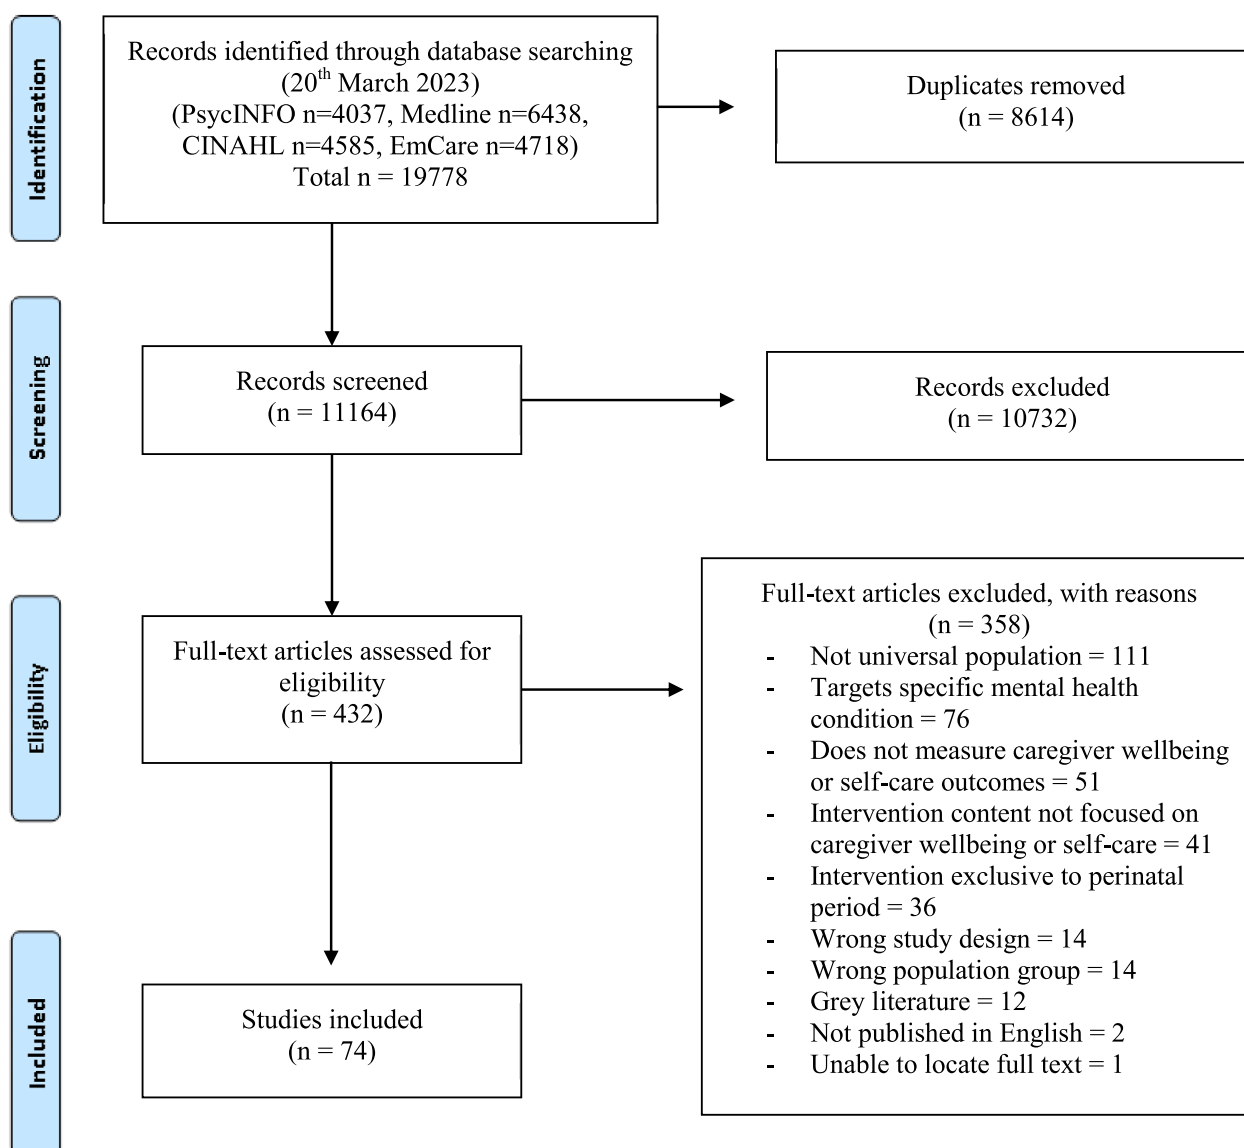 Identification
Records identified through database searching
(20th March 2023)
(PsycINFO n=4037, Medline n=6438,
CINAHL n=4585, EmCare n=4718)
Total n = 19778
Duplicates removed
(n = 8614)
Screening
Records screened
(n = 11164)
Records excluded
(n = 10732)
Eligibility
Full-text articles assessed for
eligibility
(n = 432)
Full-text articles excluded, with reasons
(n = 358)
- Not universal population = 111
- Targets specific mental health
condition = 76
- Does not measure caregiver wellbeing
or self-care outcomes = 51
- Intervention content not focused on
caregiver wellbeing or self-care = 41
- Intervention exclusive to perinatal
period = 36
- Wrong study design = 14
- Wrong population group = 14
- Grey literature = 12
- Not published in English = 2
- Unable to locate full text = 1
Included
Studies included
(n = 74)